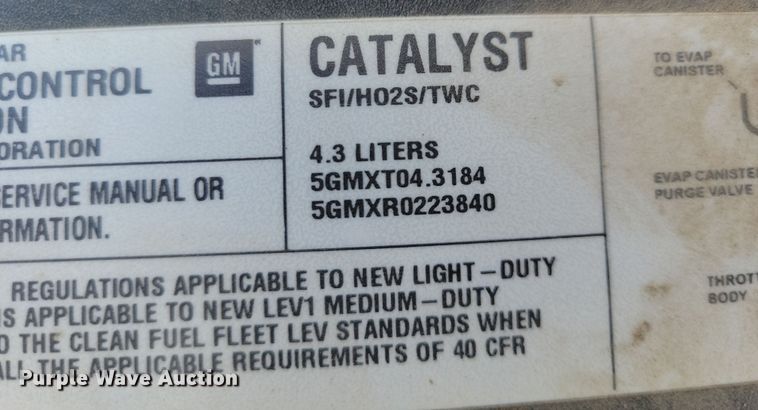 AR
CONTROL
ON
ORATION
GM
CATALYST
SFI/HO2S/TWC
4.3 LITERS
5GMXT04.3184
5GMXR0223840
SERVICE MANUAL OR
RMATION.
REGULATIONS APPLICABLE TO NEW LIGHT-DUTY
S APPLICABLE TO NEW LEV1 MEDIUM-DUTY
O THE CLEAN FUEL FLEET LEV STANDARDS WHEN
ALL THE APPLICABLE REQUIREMENTS OF 40 CFR
TO EVAP
CANISTER
EVAP CANISTER
PURGE VALVE
THROTT
BODY
Purple Wave Auction